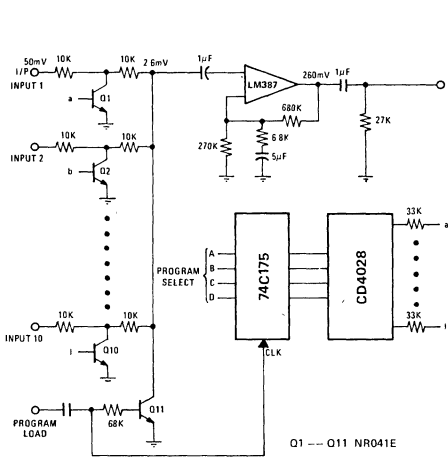 50mV 10K 10K 2.6mV 1µF
I/P
INPUT 1
a Q1
LM387
260mV 1µF
680K
6.8K
270K
5µF
27K
10K 10K
INPUT 2
b Q2
PROGRAM SELECT
A
B
C
D
74C175
CD4028
33K
a
33K
CLK
10K 10K
INPUT 10
Q10
PROGRAM LOAD
68K
Q11
Q1 –– Q11 NR041E